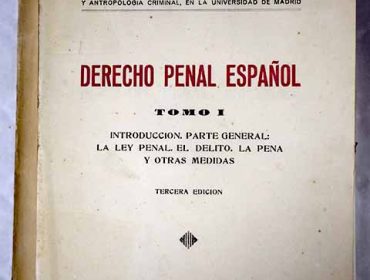 Y ANTROPOLOGIA CRIMINAL, EN LA UNIVERSIDAD DE MADRID
DERECHO PENAL ESPAÑOL
TOMO I
INTRODUCCION. PARTE GENERAL:
LA LEY PENAL. EL DELITO. LA PENA
Y OTRAS MEDIDAS
TERCERA EDICION